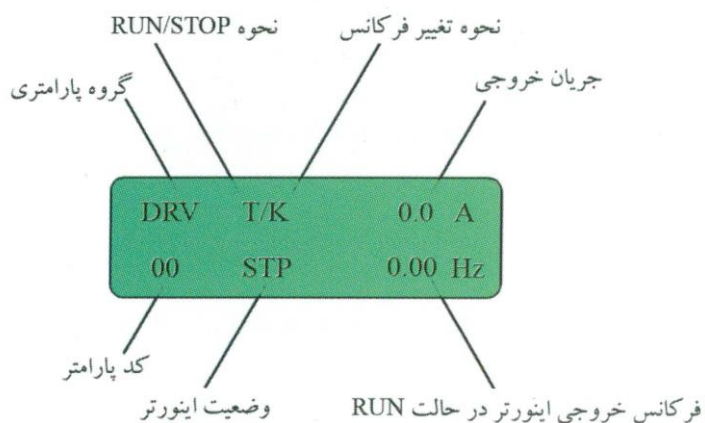 نحوه تغییر فرکانس
نحوه RUN/STOP
جریان خروجی
گروه پارامتری
DRV T/K 0.0 A
00 STP 0.00 Hz
کد پارامتر
وضعیت اینورتر
فرکانس خروجی اینورتر در حالت RUN